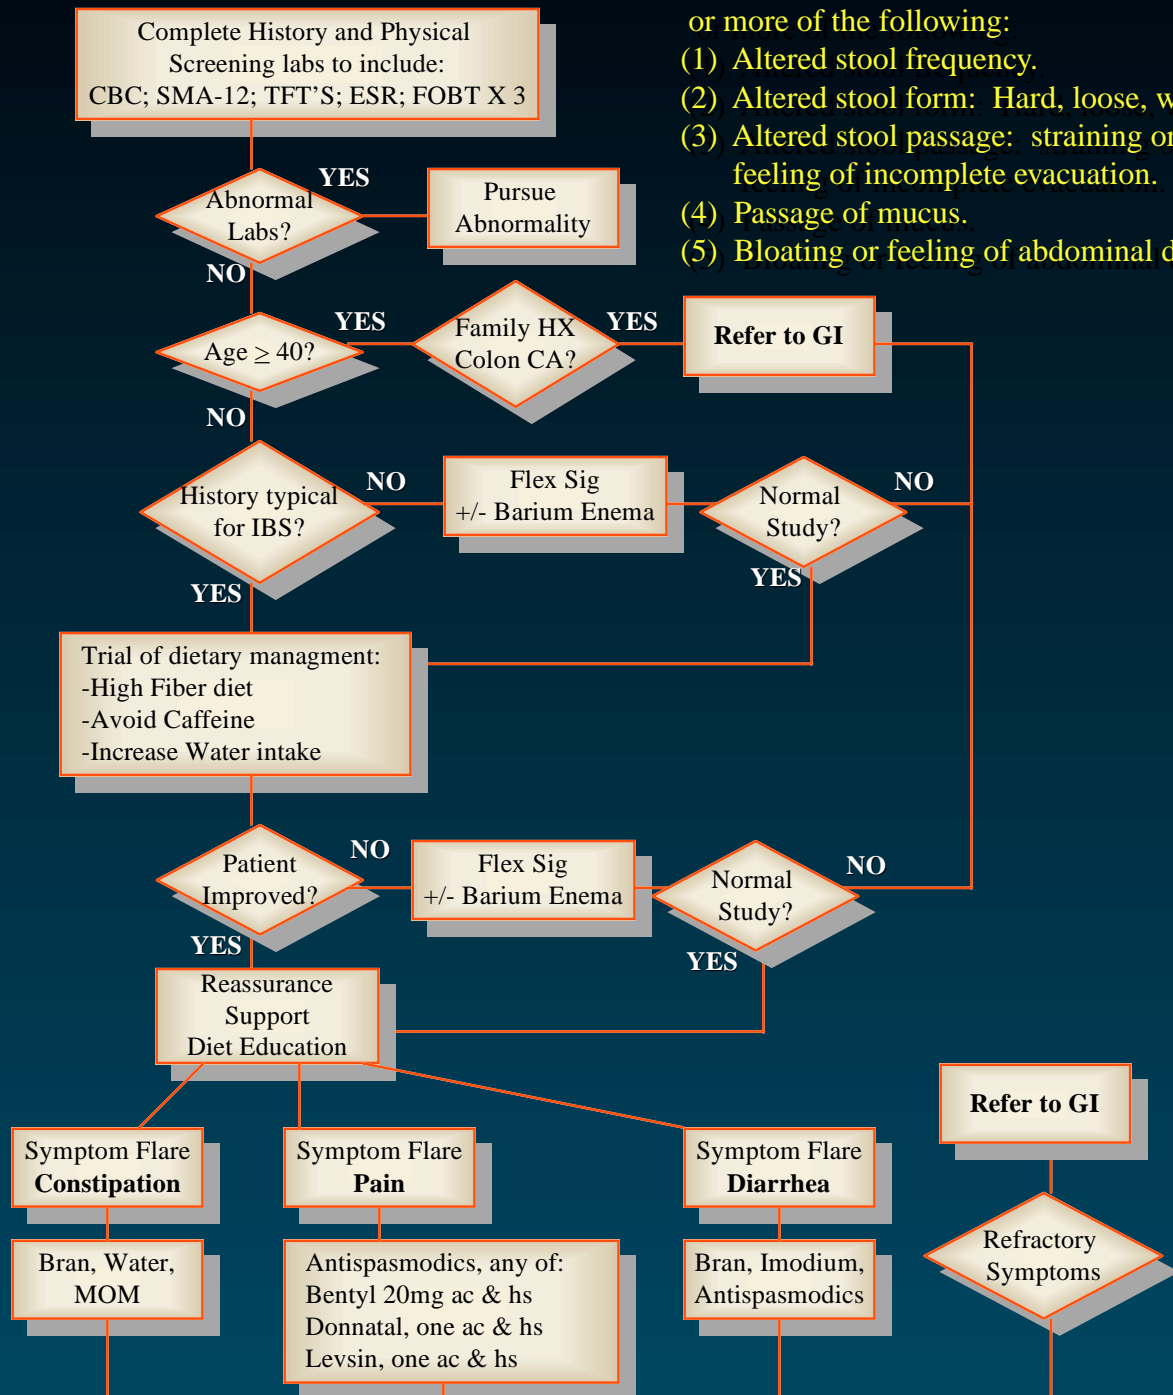 Complete History and Physical
Screening labs to include:
CBC; SMA-12; TFT'S; ESR; FOBT X 3
or more of the following:
(1) Altered stool frequency.
(2) Altered stool form: Hard, loose,
(3) Altered stool passage: straining or
feeling of incomplete evacuation.
(4) Passage of mucus.
(5) Bloating or feeling of abdominal
Abnormal
Labs?
YES
Pursue
Abnormality
NO
Age ≥ 40?
YES
Family HX
Colon CA?
YES
Refer to GI
NO
History typical
for IBS?
NO
Flex Sig
+/- Barium Enema
Normal
Study?
NO
YES
YES
Trial of dietary managment:
-High Fiber diet
-Avoid Caffeine
-Increase Water intake
Patient
Improved?
NO
Flex Sig
+/- Barium Enema
Normal
Study?
NO
YES
YES
Reassurance
Support
Diet Education
Symptom Flare
Constipation
Symptom Flare
Pain
Symptom Flare
Diarrhea
Refer to GI
Bran, Water,
MOM
Antispasmodics, any of:
Bentyl 20mg ac & hs
Donnatal, one ac & hs
Levsin, one ac & hs
Bran, Imodium,
Antispasmodics
Refractory
Symptoms